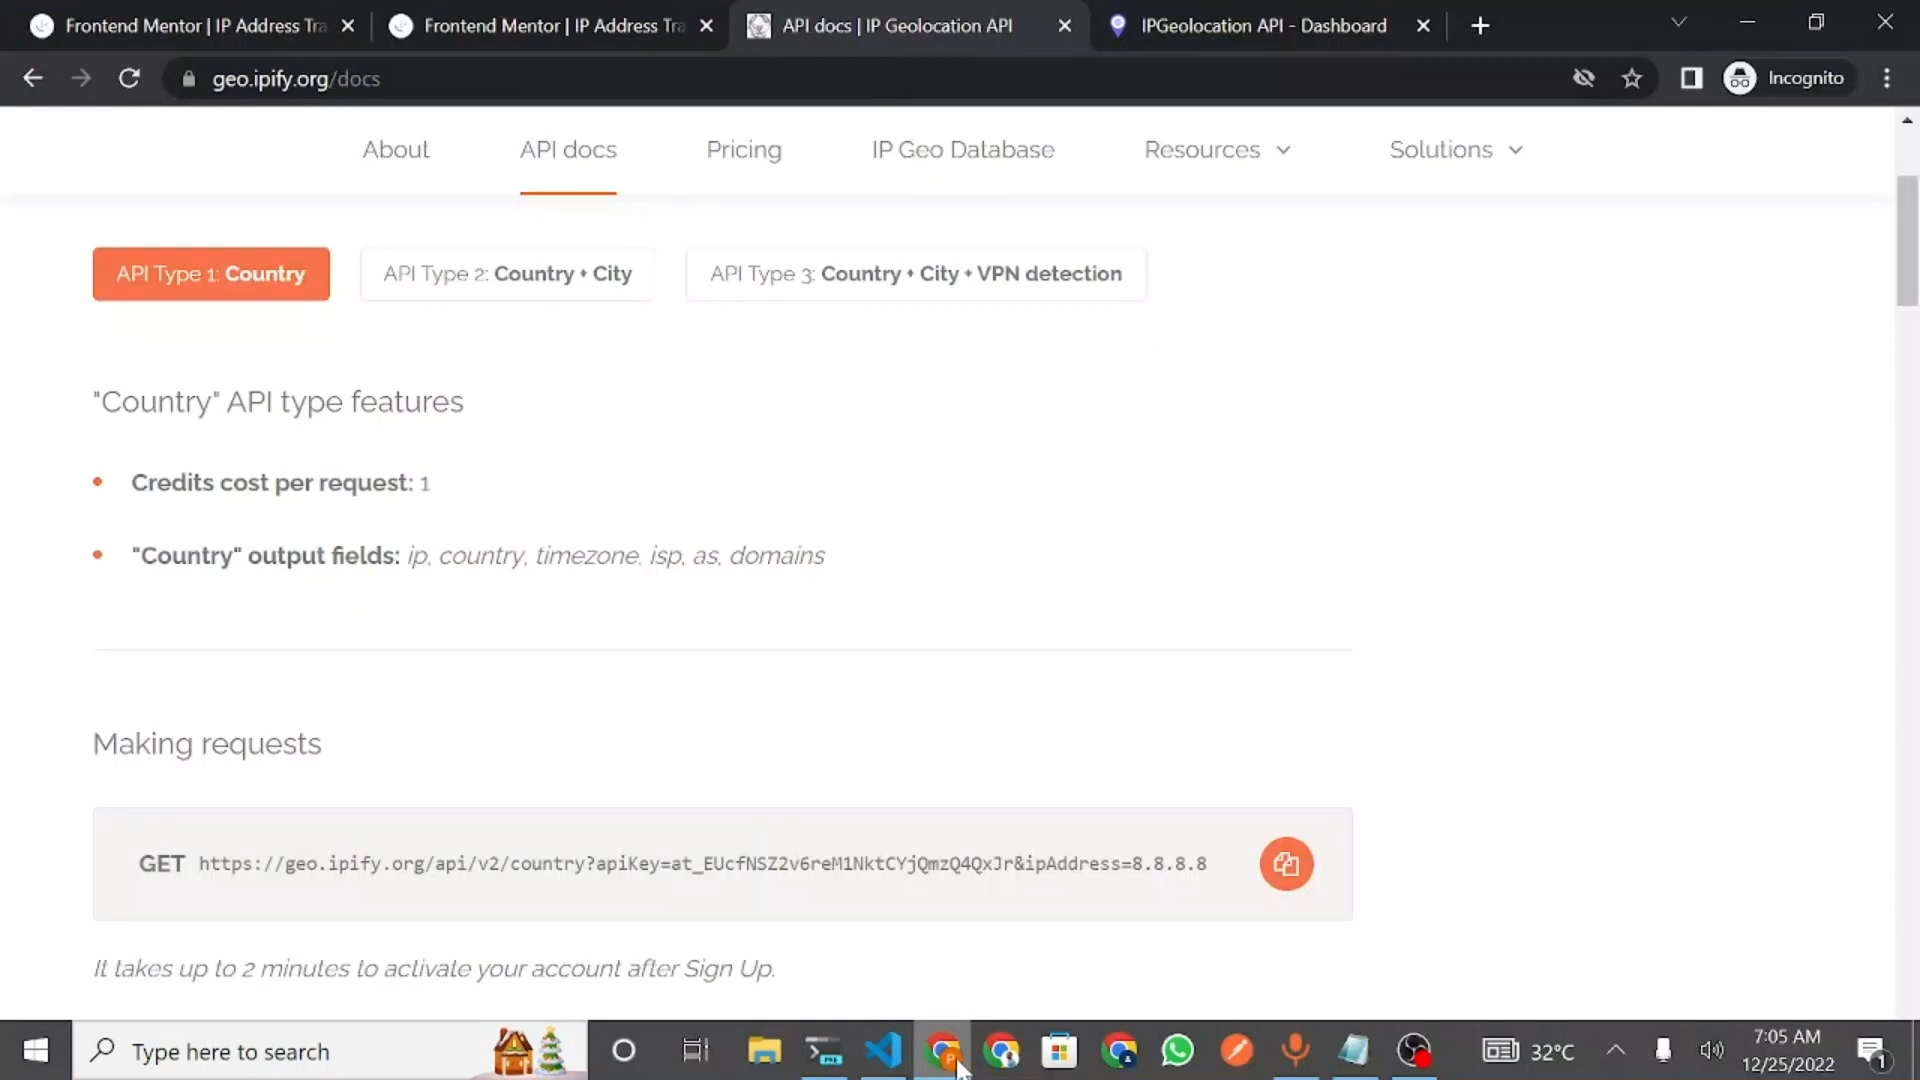 Frontend Mentor | IP Address Tra
Frontend Mentor | IP Address Tra
API docs | IP Geolocation API
IPGeolocation API - Dashboard
geo.ipify.org/docs
Incognito
About
API docs
Pricing
IP Geo Database
Resources
Solutions
API Type 1: Country
API Type 2: Country + City
API Type 3: Country + City + VPN detection
"Country" API type features
Credits cost per request: 1
"Country" output fields: ip, country, timezone, isp, as, domains
Making requests
GET https://geo.ipify.org/api/v2/country?apiKey=at_EUcfNSZ2v6reM1NktCYjQmzQ4QxJr&ipAddress=8.8.8.8
It takes up to 2 minutes to activate your account after Sign Up.
Type here to search
32°C
7:05 AM
12/25/2022
1